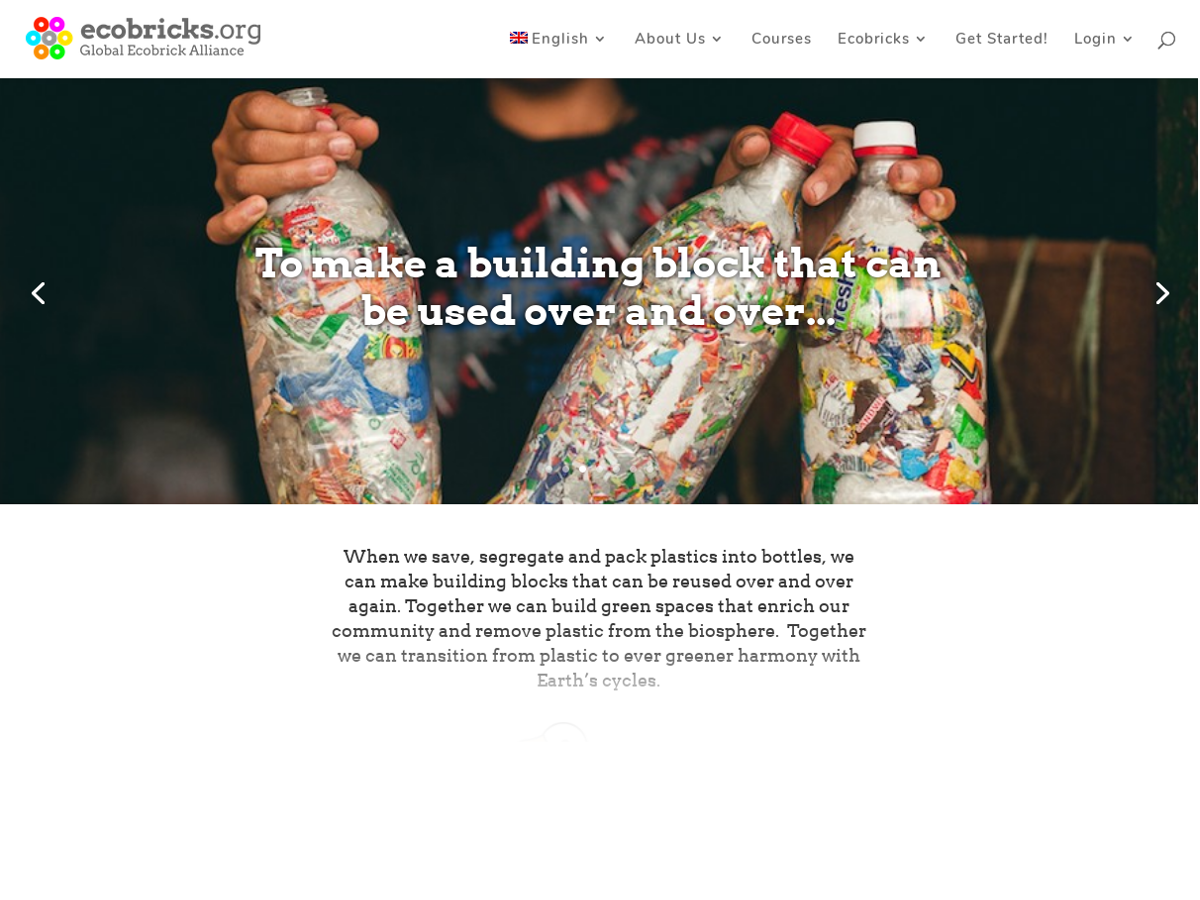 ecobricks.org
Global Ecobrick Alliance
English
About Us
Courses
Ecobricks
Get Started!
Login
To make a building block that can
be used over and over...
fresh
When we save, segregate and pack plastics into bottles, we
can make building blocks that can be reused over and over
again. Together we can build green spaces that enrich our
community and remove plastic from the biosphere.  Together
we can transition from plastic to ever greener harmony with
Earth’s cycles.